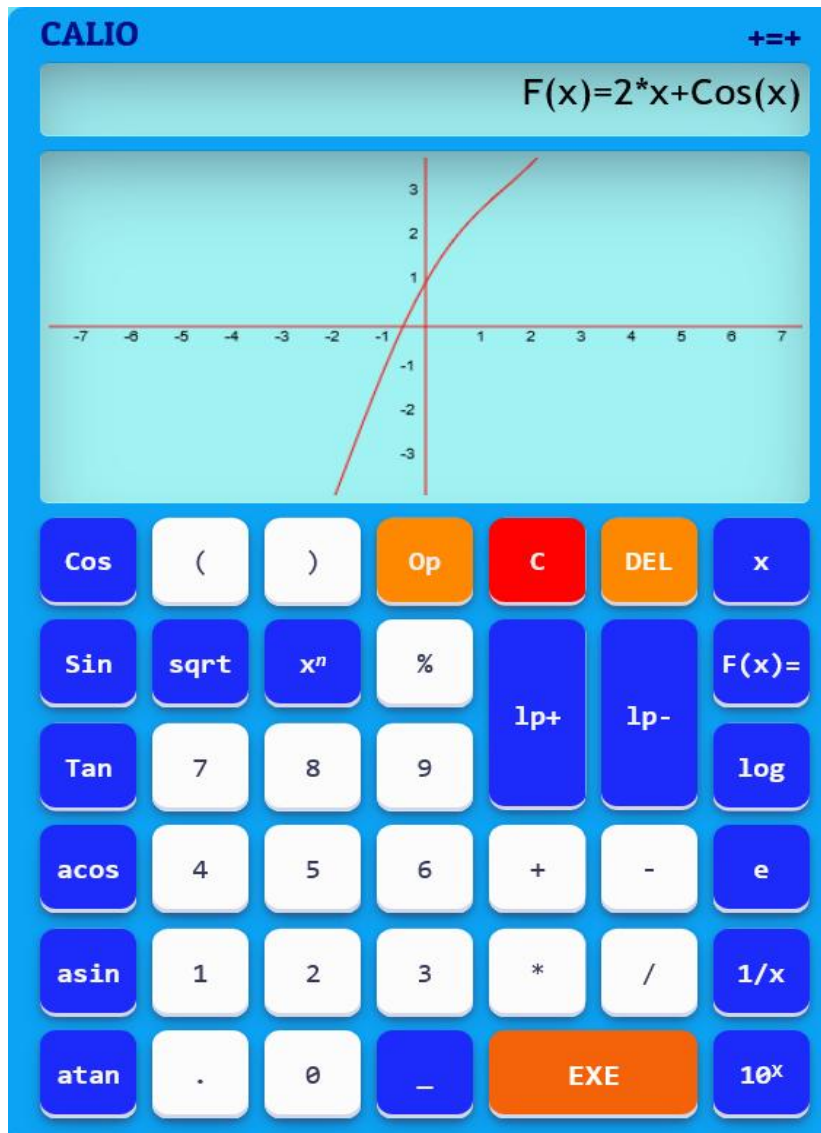 CALIO +=+
F(x)=2*x+Cos(x)
3
2
1
-7 -6 -5 -4 -3 -2 -1 1 2 3 4 5 6 7
-1
-2
-3
Cos ( ) Op C DEL x
Sin sqrt xⁿ % lp+ lp- F(x)=
Tan 7 8 9 log
acos 4 5 6 + - e
asin 1 2 3 * / 1/x
atan . 0 _ EXE 10ˣ